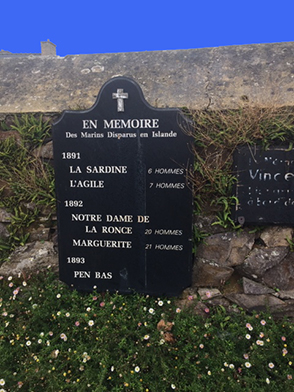 EN MEMOIRE
Des Marins Disparus en Islande
1891
LA SARDINE 6 HOMMES
L'AGILE 7 HOMMES
1892
NOTRE DAME DE
LA RONCE 20 HOMMES
MARGUERITE 21 HOMMES
1893
PEN BAS
Vince